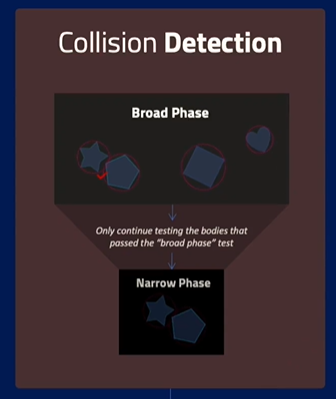 Collision Detection
Broad Phase
Only continue testing the bodies that
passed the "broad phase" test
Narrow Phase